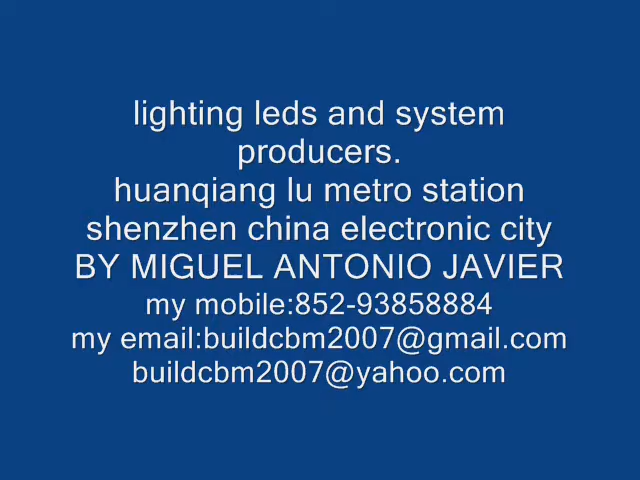 lighting leds and system
producers.
huanqiang lu metro station
shenzhen china electronic city
BY MIGUEL ANTONIO JAVIER
my mobile:852-93858884
my email:buildcbm2007@gmail.com
buildcbm2007@yahoo.com